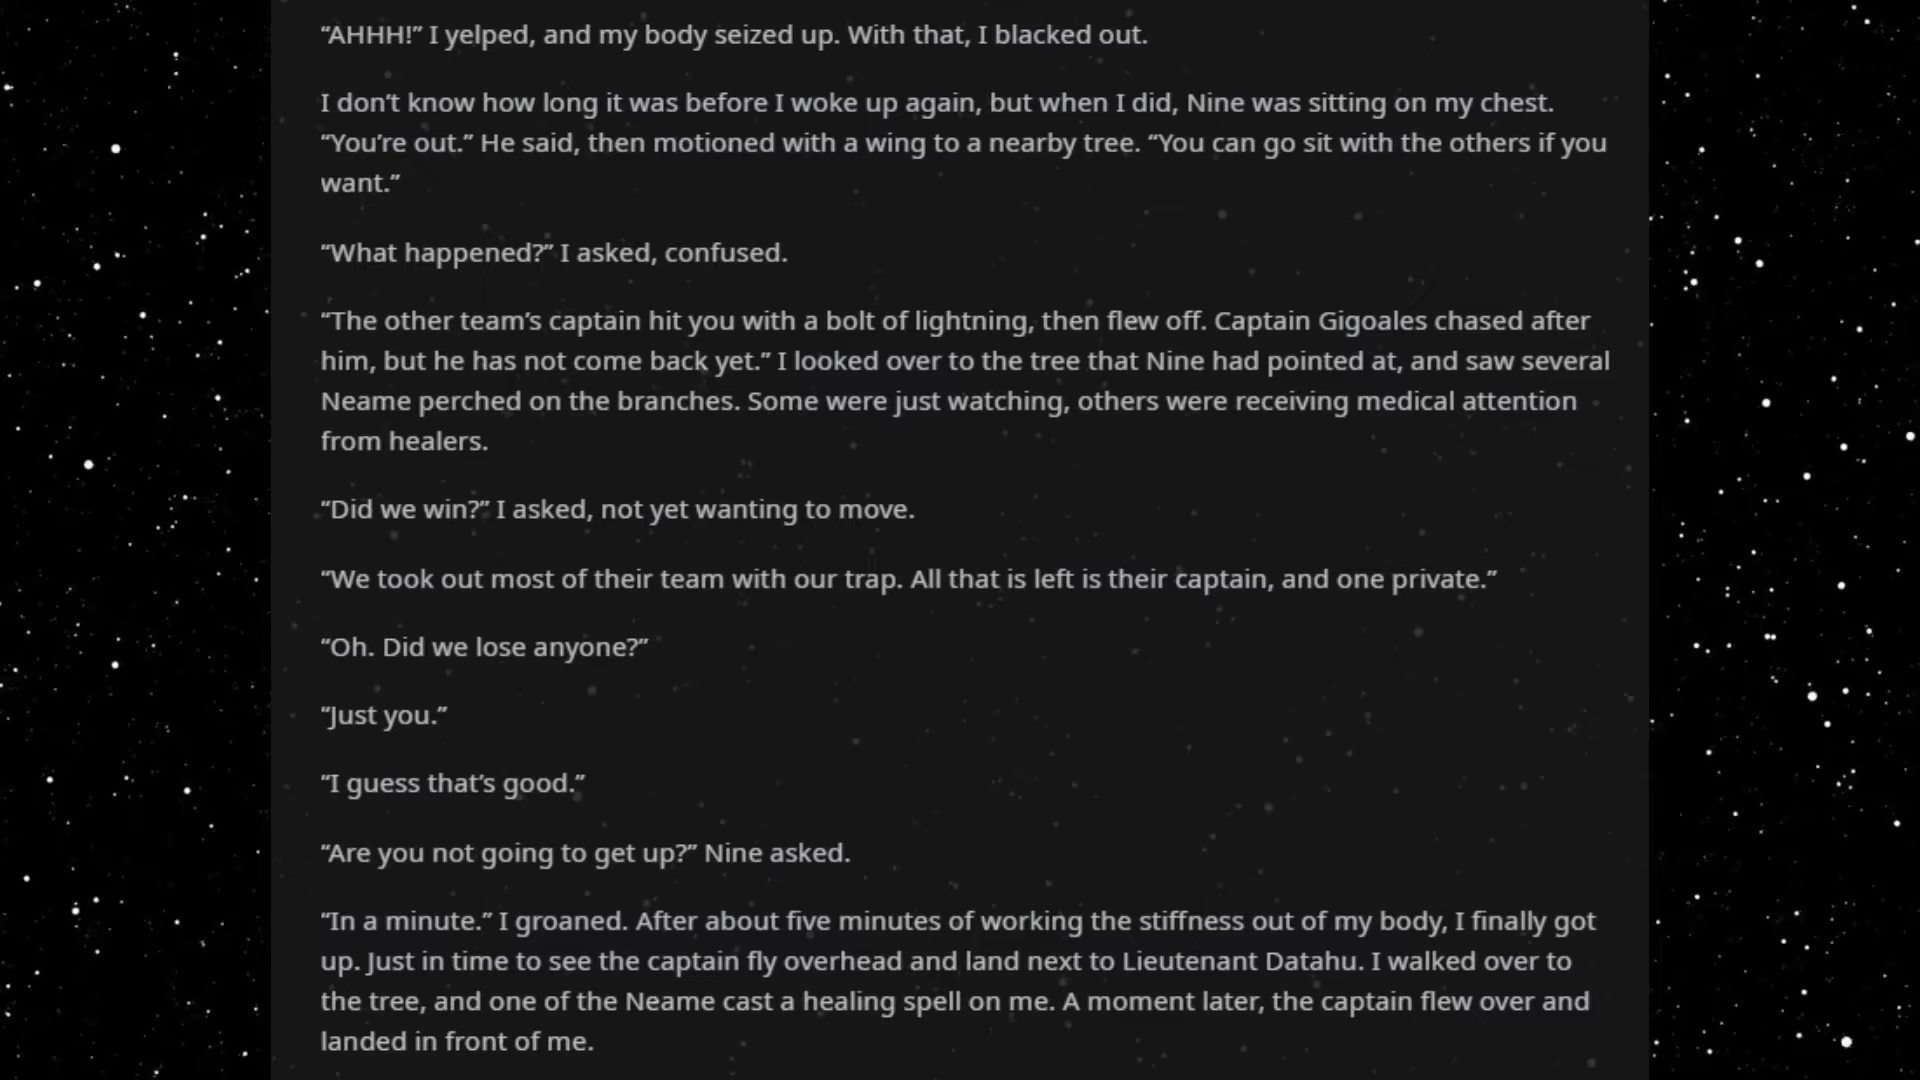 “AHHH!” I yelped, and my body seized up. With that, I blacked out.
I don’t know how long it was before I woke up again, but when I did, Nine was sitting on my chest.
“You’re out.” He said, then motioned with a wing to a nearby tree. “You can go sit with the others if you
want.”
“What happened?” I asked, confused.
“The other team’s captain hit you with a bolt of lightning, then flew off. Captain Gigoales chased after
him, but he has not come back yet.” I looked over to the tree that Nine had pointed at, and saw several
Neame perched on the branches. Some were just watching, others were receiving medical attention
from healers.
“Did we win?” I asked, not yet wanting to move.
“We took out most of their team with our trap. All that is left is their captain, and one private.”
“Oh. Did we lose anyone?”
“Just you.”
“I guess that’s good.”
“Are you not going to get up?” Nine asked.
“In a minute.” I groaned. After about five minutes of working the stiffness out of my body, I finally got
up. Just in time to see the captain fly overhead and land next to Lieutenant Datahu. I walked over to
the tree, and one of the Neame cast a healing spell on me. A moment later, the captain flew over and
landed in front of me.